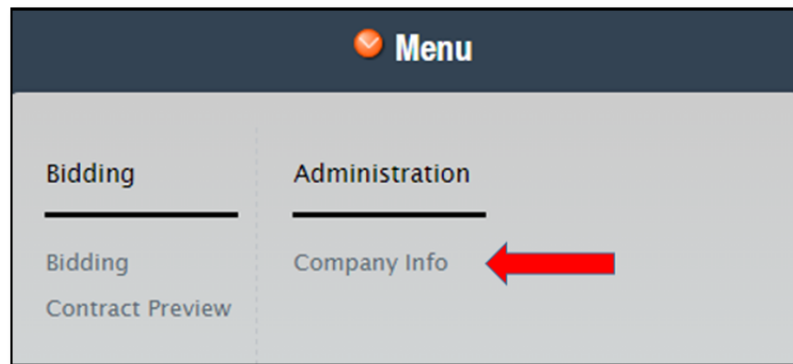 Menu
Bidding
Administration
Bidding
Company Info
Contract Preview